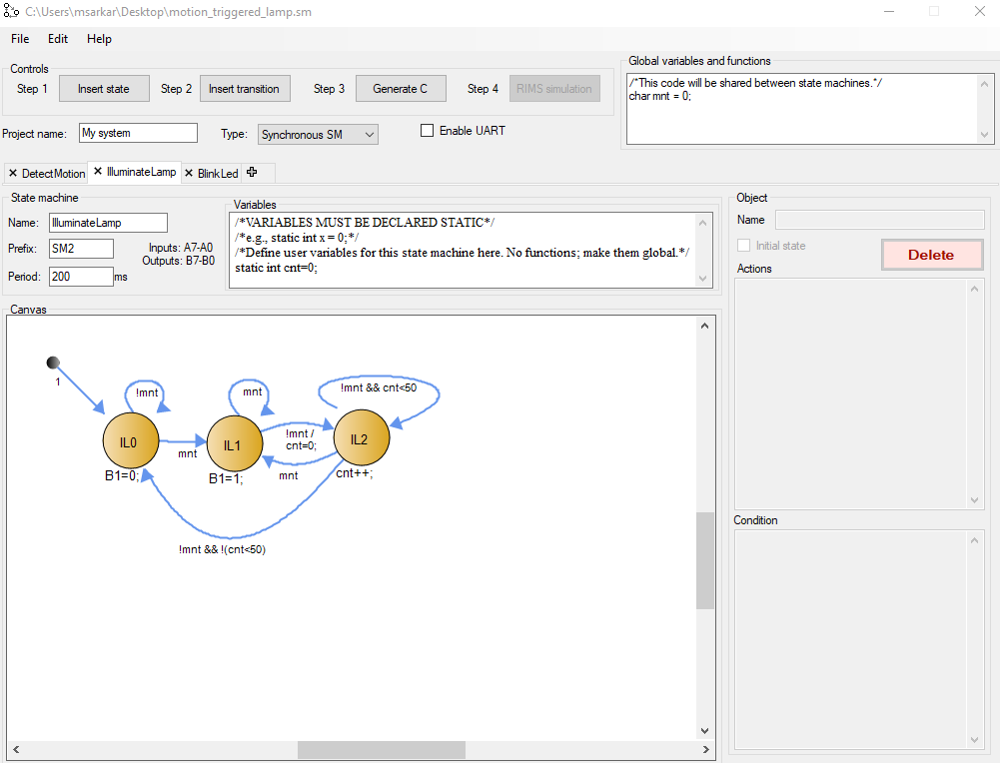 C:\Users\msarkar\Desktop\motion_triggered_lamp.sm
File Edit Help
Controls
Step 1 Insert state Step 2 Insert transition Step 3 Generate C Step 4 RIMS simulation
Project name: My system Type: Synchronous SM Enable UART
Global variables and functions
/*This code will be shared between state machines.*/
char mnt = 0;
DetectMotion IlluminateLamp BlinkLed
State machine
Name: IlluminateLamp
Prefix: SM2
Inputs: A7-A0
Outputs: B7-B0
Period: 200 ms
Variables
/*VARIABLES MUST BE DECLARED STATIC*/
/*e.g., static int x = 0;*/
/*Define user variables for this state machine here. No functions; make them global.*/
static int cnt=0;
Object
Name
Initial state
Delete
Actions
Condition
Canvas
1
!mnt
mnt
!mnt && cnt<50
IL0
mnt
IL1
!mnt /
cnt=0;
IL2
B1=0;
B1=1;
mnt
cnt++;
!mnt && !(cnt<50)